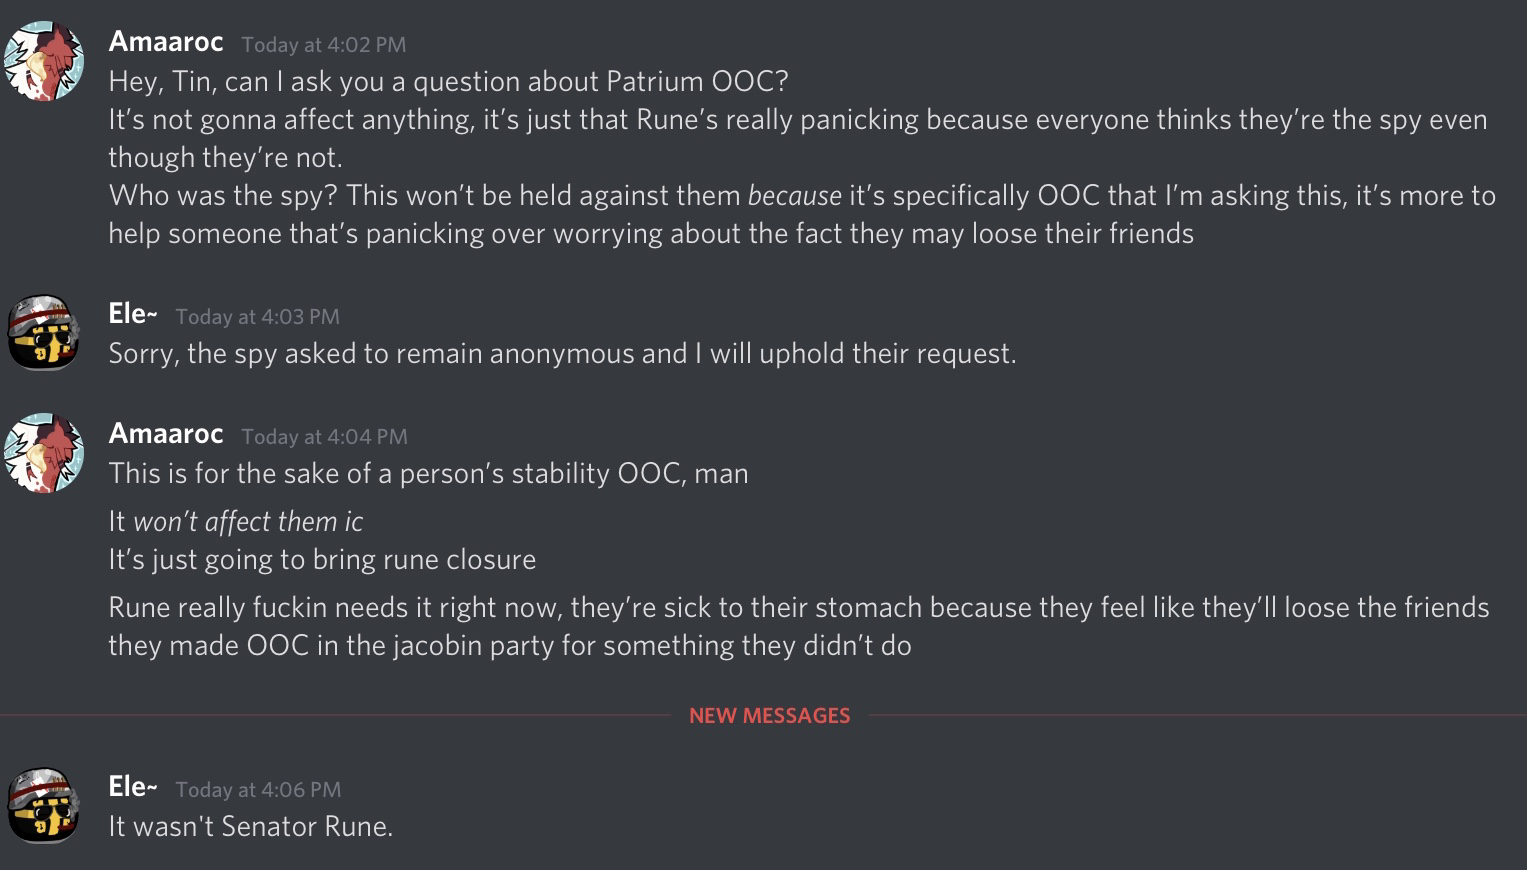 Amaaroc Today at 4:02 PM
Hey, Tin, can I ask you a question about Patrium OOC?
It’s not gonna affect anything, it’s just that Rune’s really panicking because everyone thinks they’re the spy even
though they’re not.
Who was the spy? This won’t be held against them because it’s specifically OOC that I’m asking this, it’s more to
help someone that’s panicking over worrying about the fact they may loose their friends
Ele~ Today at 4:03 PM
Sorry, the spy asked to remain anonymous and I will uphold their request.
Amaaroc Today at 4:04 PM
This is for the sake of a person’s stability OOC, man
It won’t affect them ic
It’s just going to bring rune closure
Rune really fuckin needs it right now, they’re sick to their stomach because they feel like they’ll loose the friends
they made OOC in the jacobin party for something they didn’t do
NEW MESSAGES
Ele~ Today at 4:06 PM
It wasn't Senator Rune.